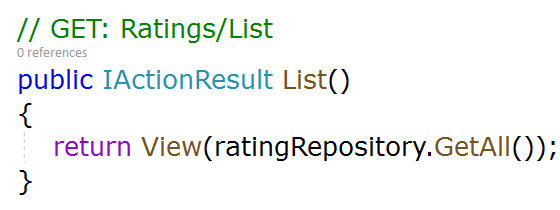 // GET: Ratings/List
0 references
public IActionResult List()
{
return View(ratingRepository.GetAll());
}